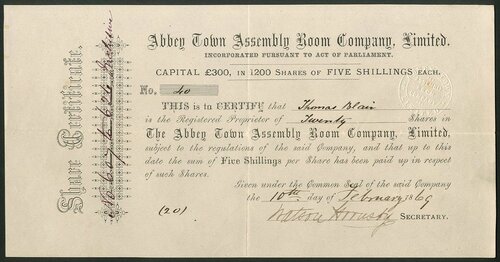 Abbey Town Assembly Room Company, Limited.
INCORPORATED PURSUANT TO ACT OF PARLIAMENT.
CAPITAL £300, IN 1200 SHARES OF FIVE SHILLINGS EACH.
No. 40
THIS is to CERTIFY that Thomas Blair
is the Registered Proprietor of Twenty Shares in
The Abbey Town Assembly Room Company, Limited,
subject to the regulations of the said Company, and that up to this
date the sum of Five Shillings per Share has been paid up in respect
of such Shares.
Given under the Common Seal of the said Company
the 10th day of February 1869
(20)
Watson Hornsby SECRETARY.
Share Certificate.